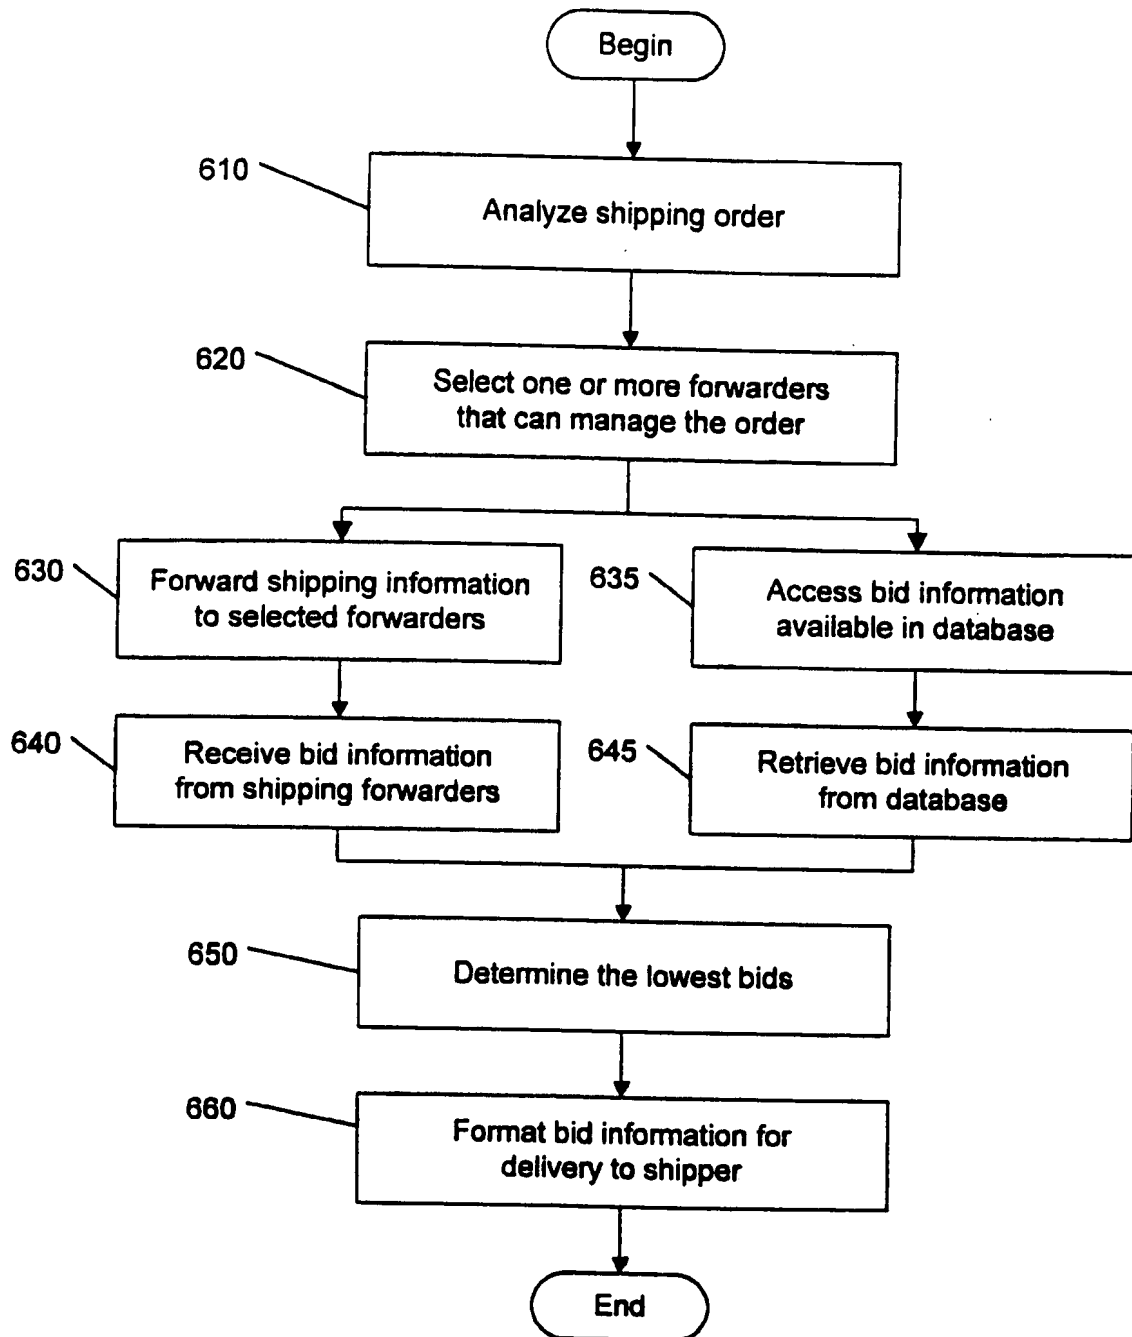 Begin
610
Analyze shipping order
620
Select one or more forwarders
that can manage the order
630
Forward shipping information
to selected forwarders
635
Access bid information
available in database
640
Receive bid information
from shipping forwarders
645
Retrieve bid information
from database
650
Determine the lowest bids
660
Format bid information for
delivery to shipper
End